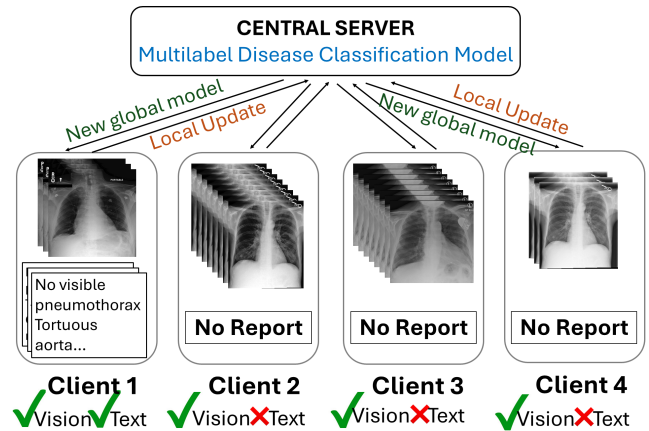 CENTRAL SERVER
Multilabel Disease Classification Model
New global model
Local Update
Local Update
New global model
No visible
pneumothorax
Tortuous
aorta...
No Report
No Report
No Report
Client 1
Client 2
Client 3
Client 4
Vision Text
Vision Text
Vision Text
Vision Text